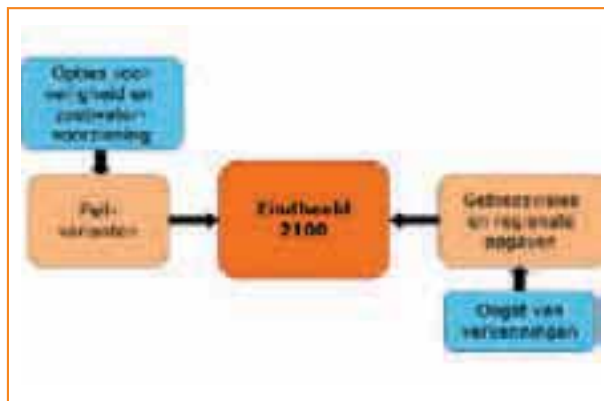 Opties voor
veiligheid en
zoetwater-
voorziening
Peil-
varianten
Eindbeeld
2100
Gebiedsvisies
en regionale
opgaven
Oogst van
verkenningen